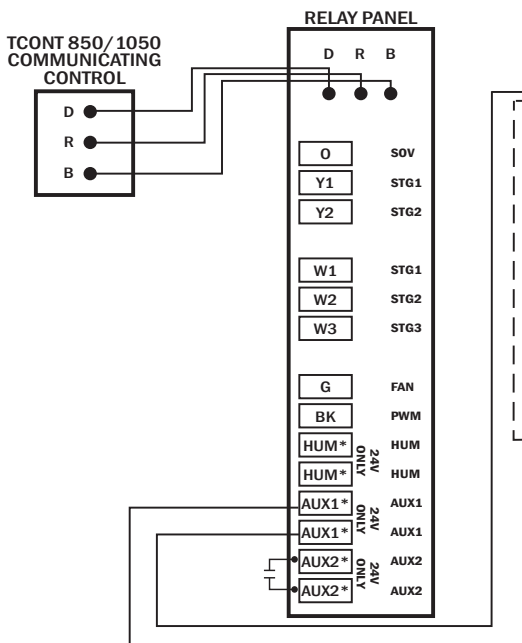 RELAY PANEL
TCONT 850/1050
COMMUNICATING
CONTROL
D R B
D
R
B
O SOV
Y1 STG1
Y2 STG2
W1 STG1
W2 STG2
W3 STG3
G FAN
BK PWM
HUM* HUM
24V
ONLY
HUM* HUM
AUX1* AUX1
24V
ONLY
AUX1* AUX1
AUX2* AUX2
24V
ONLY
AUX2* AUX2